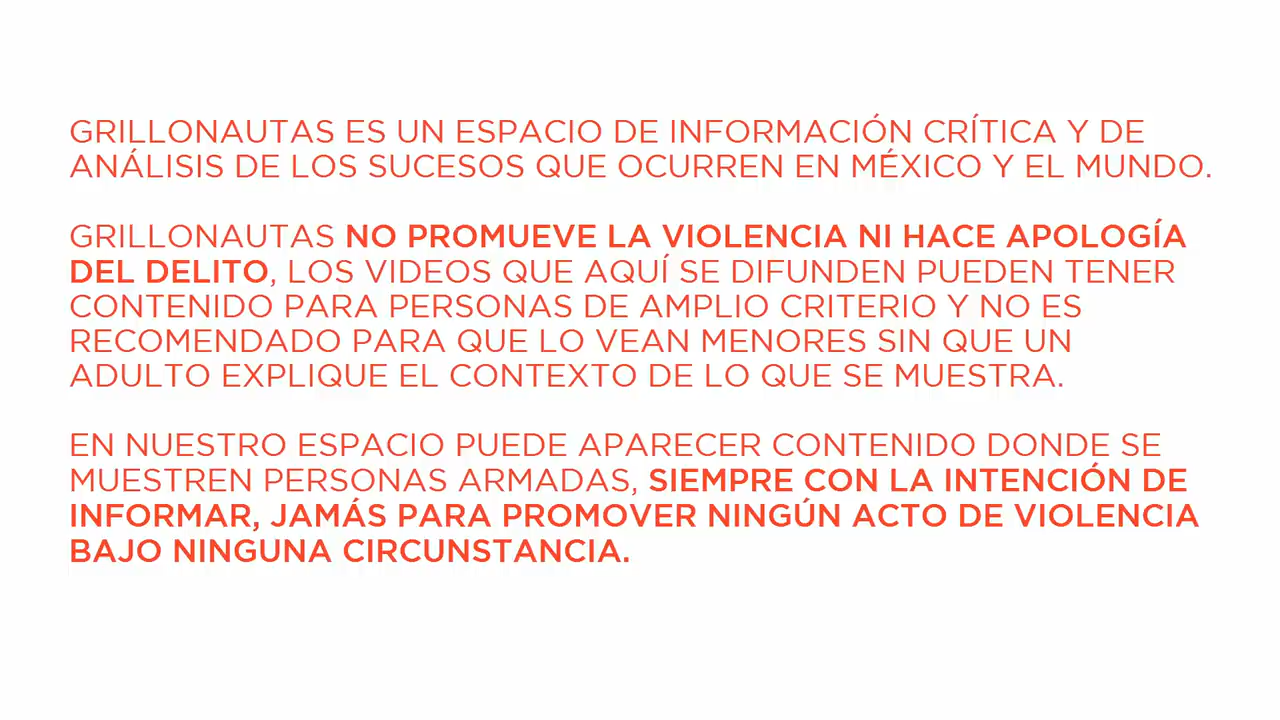 GRILLONAUTAS ES UN ESPACIO DE INFORMACIÓN CRÍTICA Y DE
ANÁLISIS DE LOS SUCESOS QUE OCURREN EN MÉXICO Y EL MUNDO.
GRILLONAUTAS NO PROMUEVE LA VIOLENCIA NI HACE APOLOGÍA
DEL DELITO, LOS VIDEOS QUE AQUÍ SE DIFUNDEN PUEDEN TENER
CONTENIDO PARA PERSONAS DE AMPLIO CRITERIO Y NO ES
RECOMENDADO PARA QUE LO VEAN MENORES SIN QUE UN
ADULTO EXPLIQUE EL CONTEXTO DE LO QUE SE MUESTRA.
EN NUESTRO ESPACIO PUEDE APARECER CONTENIDO DONDE SE
MUESTREN PERSONAS ARMADAS, SIEMPRE CON LA INTENCIÓN DE
INFORMAR, JAMÁS PARA PROMOVER NINGÚN ACTO DE VIOLENCIA
BAJO NINGUNA CIRCUNSTANCIA.